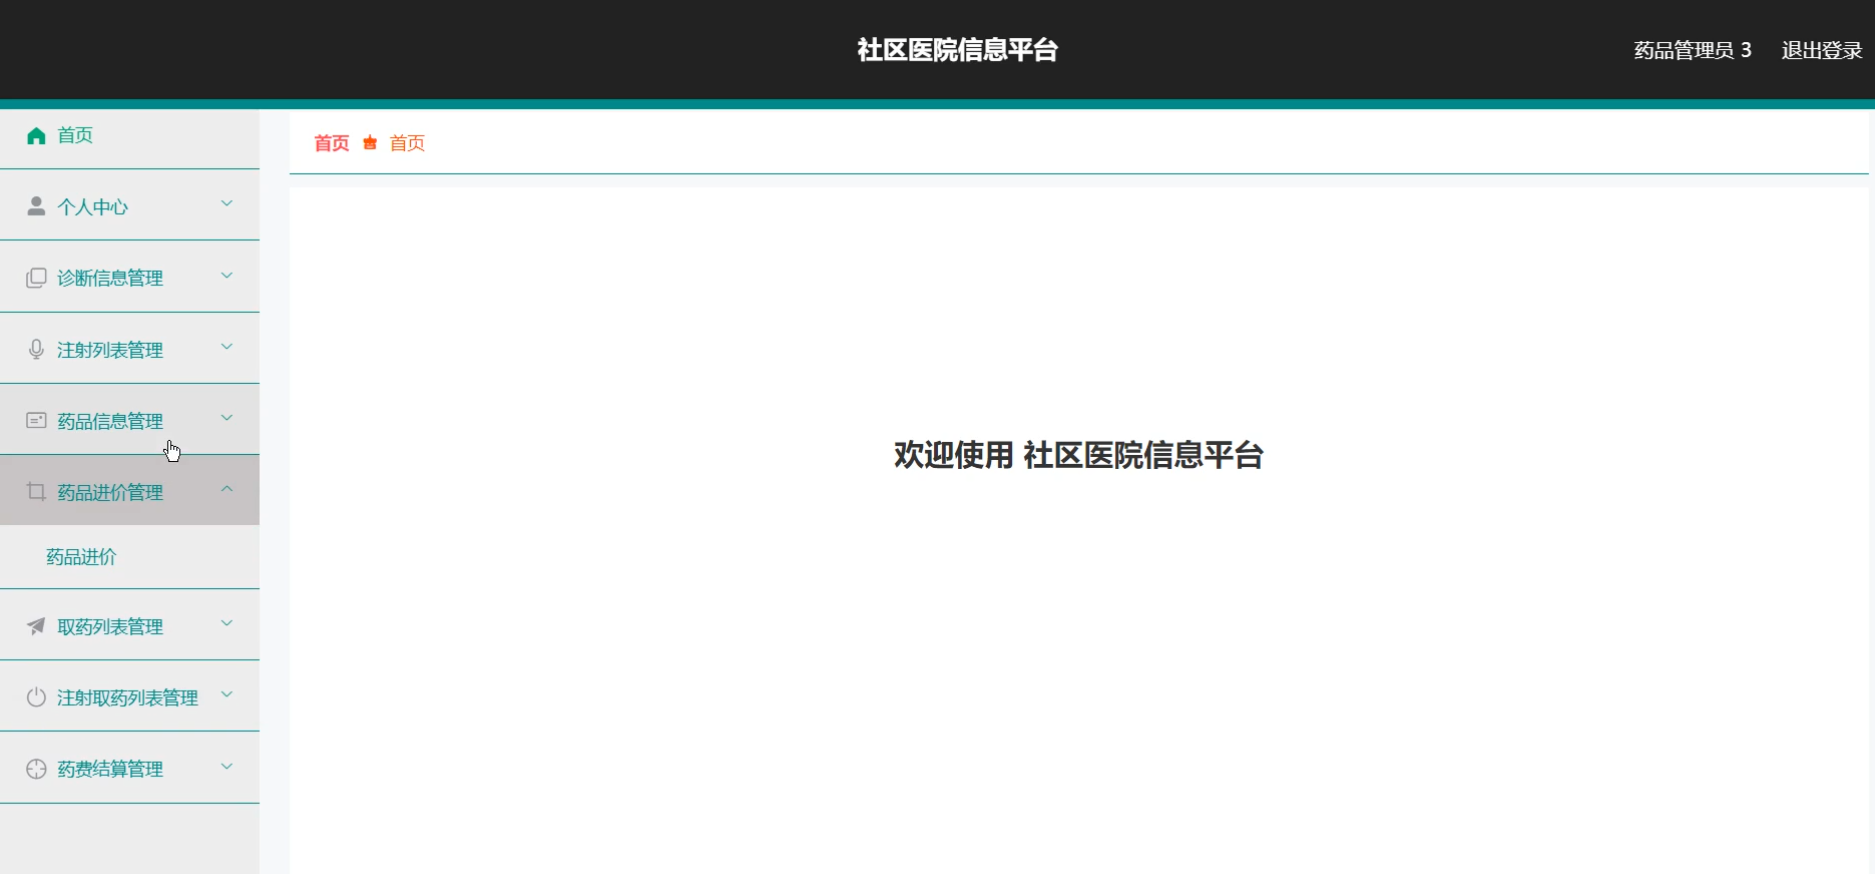 社区医院信息平台
药品管理员 3 退出登录
首页
首页 首页
个人中心
诊断信息管理
注射列表管理
药品信息管理
欢迎使用 社区医院信息平台
药品进价管理
药品进价
取药列表管理
注射取药列表管理
药费结算管理